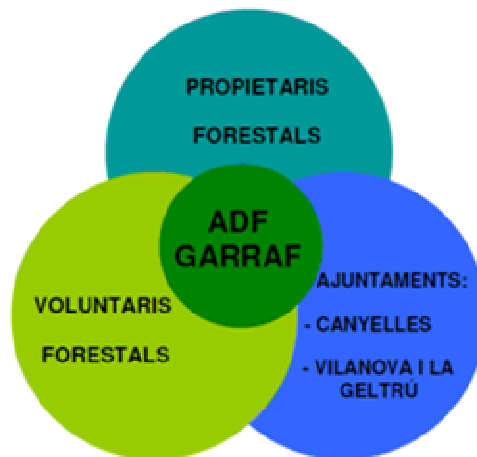 PROPIETARIS
FORESTALS
ADF
GARRAF
VOLUNTARIS
FORESTALS
AJUNTAMENTS:
- CANYELLES
- VILANOVA I LA
GELTRÚ